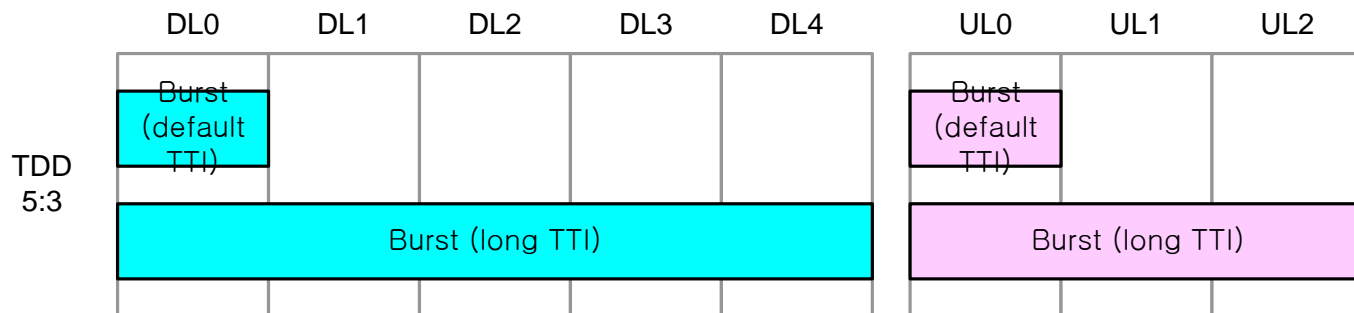 DL0 DL1 DL2 DL3 DL4 UL0 UL1 UL2
Burst
(default
TTI)
Burst
(default
TTI)
TDD
5:3
Burst (long TTI)
Burst (long TTI)